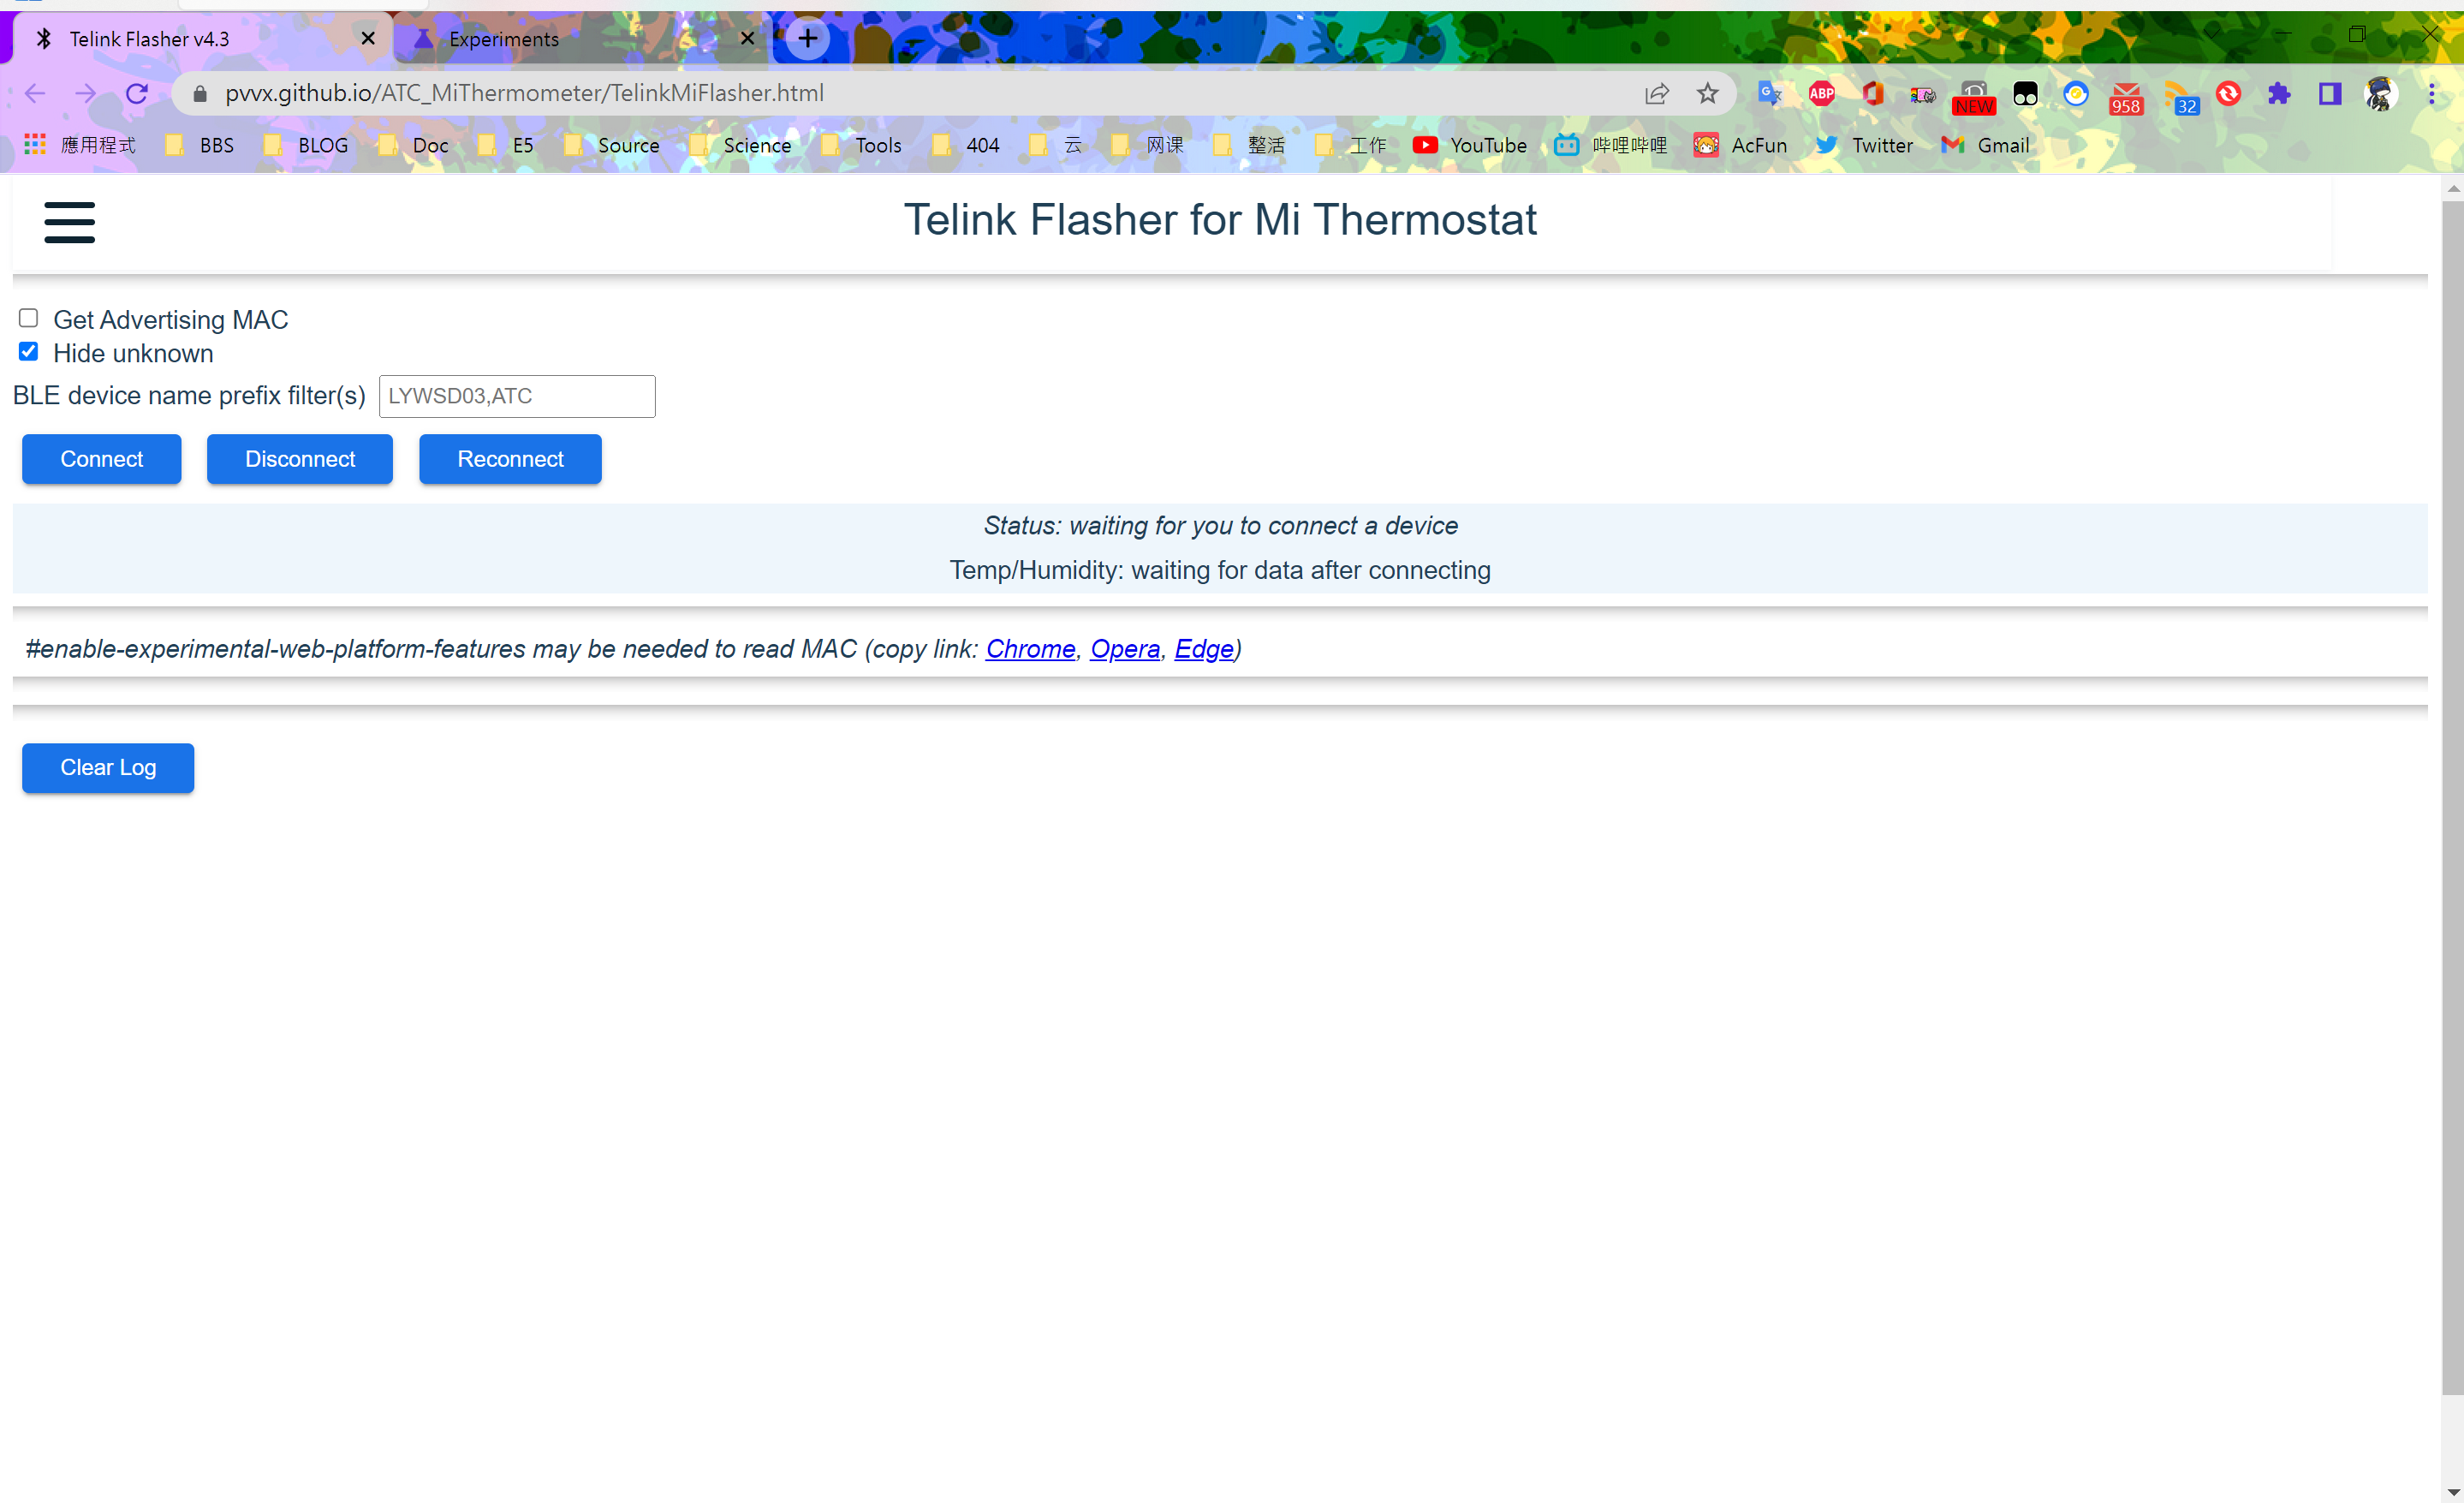 Telink Flasher v4.3 Experiments
pvvx.github.io/ATC_MiThermometer/TelinkMiFlasher.html ABP NEW 958 32
應用程式 BBS BLOG Doc E5 Source Science Tools 404 云 网课 整活 工作 YouTube 哔哩哔哩 AcFun Twitter Gmail
Telink Flasher for Mi Thermostat
Get Advertising MAC
Hide unknown
BLE device name prefix filter(s) LYWSD03,ATC
Connect Disconnect Reconnect
Status: waiting for you to connect a device
Temp/Humidity: waiting for data after connecting
#enable-experimental-web-platform-features may be needed to read MAC (copy link: Chrome, Opera, Edge)
Clear Log